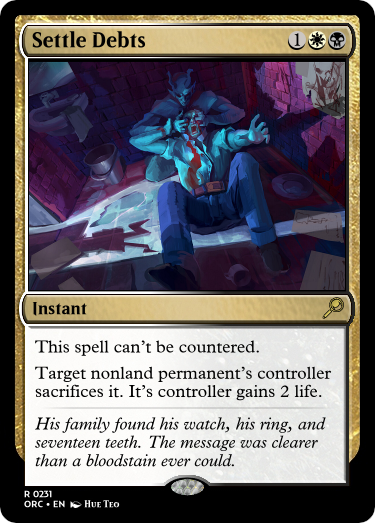 Settle Debts 1
Instant
This spell can't be countered.
Target nonland permanent's controller
sacrifices it. It's controller gains 2 life.
His family found his watch, his ring, and
seventeen teeth. The message was clearer
than a bloodstain ever could.
R 0231
ORC • EN Hue Teo